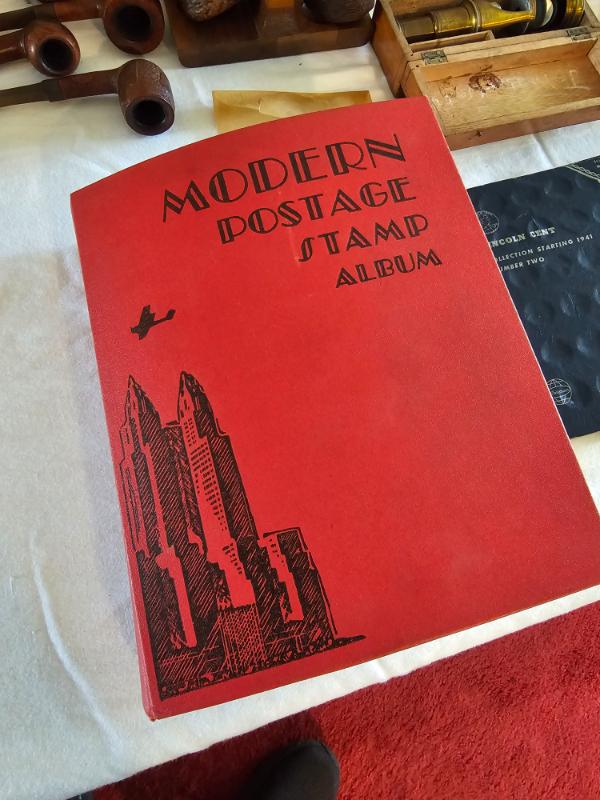 MODERN
POSTAGE
STAMP
ALBUM
LINCOLN CENT
COLLECTION STARTING 1941
NUMBER TWO